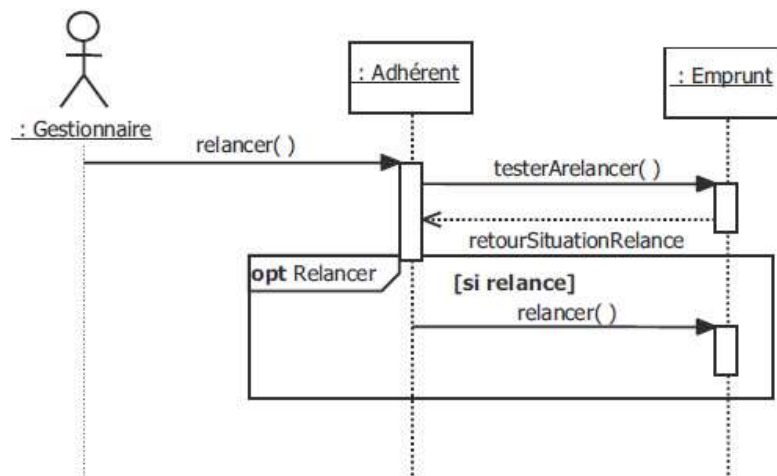 : Adhérent
: Emprunt
: Gestionnaire
relancer( )
testerArelancer( )
retourSituationRelance
opt Relancer
[si relance]
relancer( )